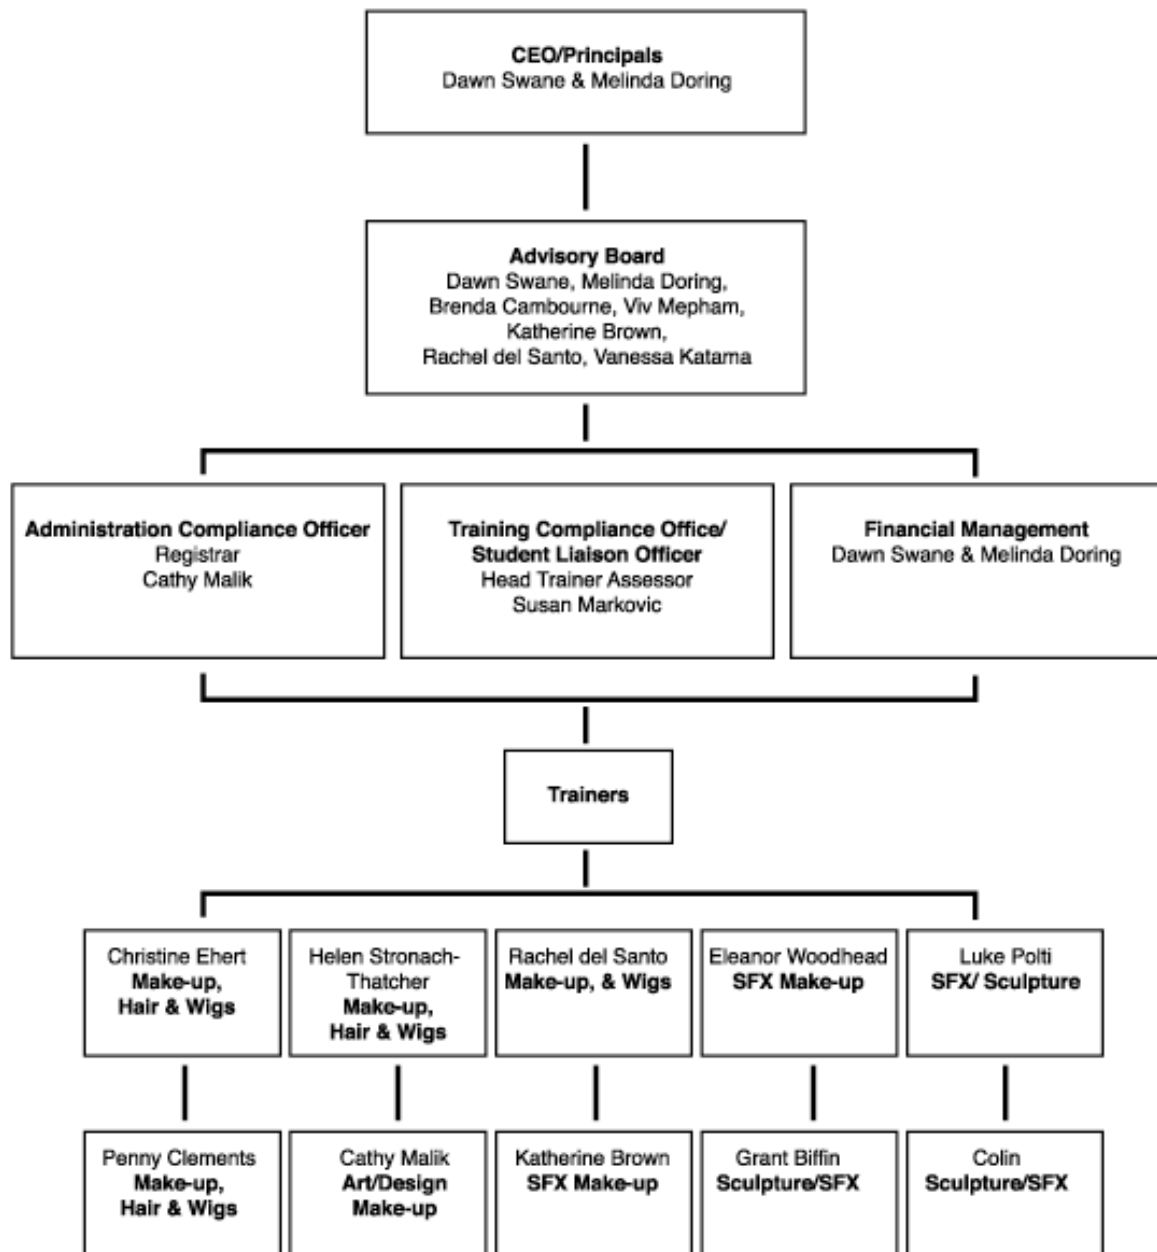 CEO/Principals
Dawn Swane & Melinda Doring
Advisory Board
Dawn Swane, Melinda Doring,
Brenda Cambourne, Viv Mepham,
Katherine Brown,
Rachel del Santo, Vanessa Katama
Administration Compliance Officer
Registrar
Cathy Malik
Training Compliance Office/
Student Liaison Officer
Head Trainer Assessor
Susan Markovic
Financial Management
Dawn Swane & Melinda Doring
Trainers
Christine Ehert
Make-up,
Hair & Wigs
Helen Stronach-
Thatcher
Make-up,
Hair & Wigs
Rachel del Santo
Make-up, & Wigs
Eleanor Woodhead
SFX Make-up
Luke Polti
SFX/ Sculpture
Penny Clements
Make-up,
Hair & Wigs
Cathy Malik
Art/Design
Make-up
Katherine Brown
SFX Make-up
Grant Biffin
Sculpture/SFX
Colin
Sculpture/SFX